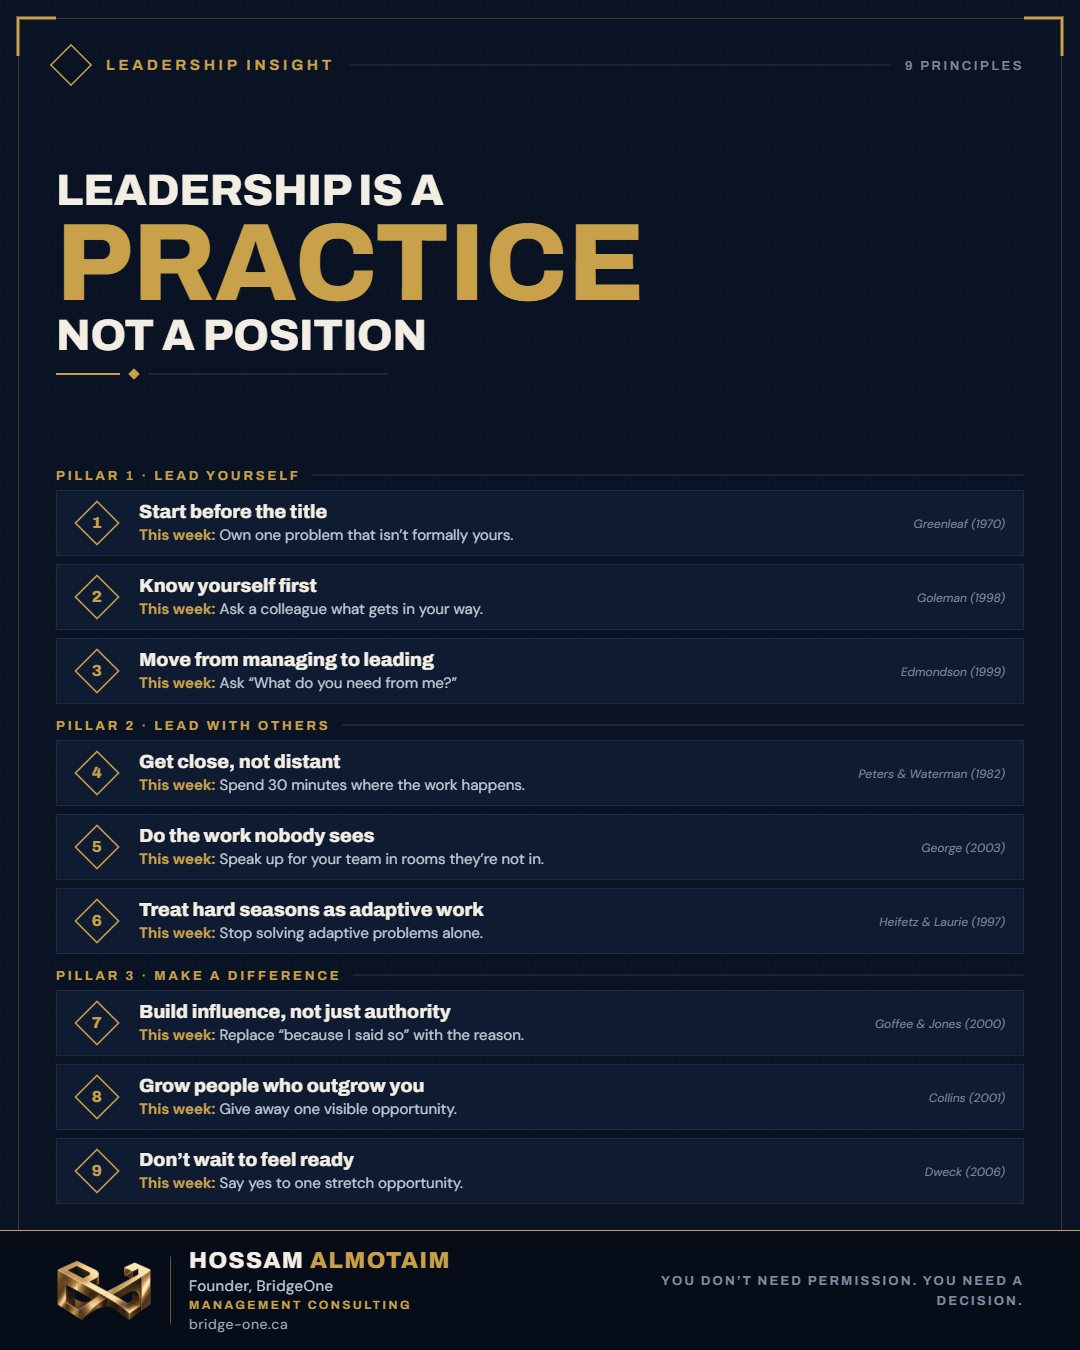 LEADERSHIP INSIGHT
9 PRINCIPLES
LEADERSHIP IS A
PRACTICE
NOT A POSITION
PILLAR 1 · LEAD YOURSELF
1
Start before the title
This week: Own one problem that isn’t formally yours.
Greenleaf (1970)
2
Know yourself first
This week: Ask a colleague what gets in your way.
Goleman (1998)
3
Move from managing to leading
This week: Ask “What do you need from me?”
Edmondson (1999)
PILLAR 2 · LEAD WITH OTHERS
4
Get close, not distant
This week: Spend 30 minutes where the work happens.
Peters & Waterman (1982)
5
Do the work nobody sees
This week: Speak up for your team in rooms they’re not in.
George (2003)
6
Treat hard seasons as adaptive work
This week: Stop solving adaptive problems alone.
Heifetz & Laurie (1997)
PILLAR 3 · MAKE A DIFFERENCE
7
Build influence, not just authority
This week: Replace “because I said so” with the reason.
Goffee & Jones (2000)
8
Grow people who outgrow you
This week: Give away one visible opportunity.
Collins (2001)
9
Don’t wait to feel ready
This week: Say yes to one stretch opportunity.
Dweck (2006)
HOSSAM ALMOTAIM
Founder, BridgeOne
MANAGEMENT CONSULTING
bridge-one.ca
YOU DON’T NEED PERMISSION. YOU NEED A
DECISION.